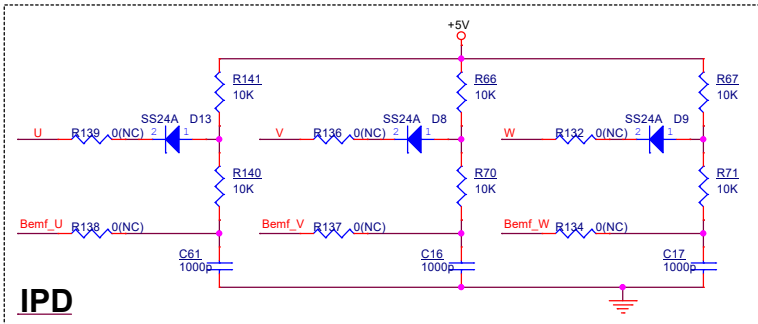 +5V
R141
10K
R66
10K
R67
10K
U
R139
0(NC)
SS24A
D13
2
1
V
R136
0(NC)
SS24A
D8
2
1
W
R132
0(NC)
SS24A
D9
2
1
R140
10K
R70
10K
R71
10K
Bemf_U
R138
0(NC)
Bemf_V
R137
0(NC)
Bemf_W
R134
0(NC)
C61
1000p
C16
1000p
C17
1000p
IPD